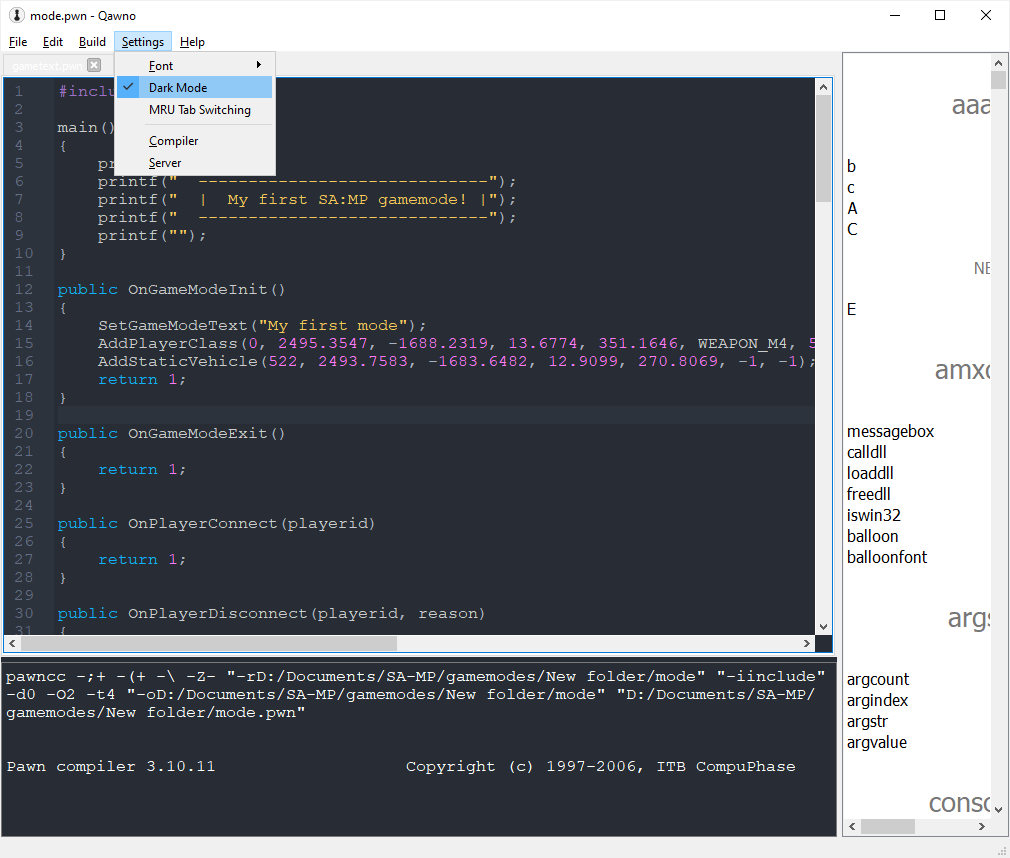 mode.pwn - Qawno
File Edit Build Settings Help
gametext.pwn
Font
Dark Mode
MRU Tab Switching
Compiler
Server
1 #inclu
2
3 main()
4 {
5 pr
6 printf("  -----------------------------");
7 printf("  |  My first SA:MP gamemode! |");
8 printf("  -----------------------------");
9 printf("");
10 }
11
12 public OnGameModeInit()
13 {
14 SetGameModeText("My first mode");
15 AddPlayerClass(0, 2495.3547, -1688.2319, 13.6774, 351.1646, WEAPON_M4, 5
16 AddStaticVehicle(522, 2493.7583, -1683.6482, 12.9099, 270.8069, -1, -1);
17 return 1;
18 }
19
20 public OnGameModeExit()
21 {
22 return 1;
23 }
24
25 public OnPlayerConnect(playerid)
26 {
27 return 1;
28 }
29
30 public OnPlayerDisconnect(playerid, reason)
31 {
pawncc -;+ -(+ -\ -Z- "-rD:/Documents/SA-MP/gamemodes/New folder/mode" "-iinclude"
-d0 -O2 -t4 "-oD:/Documents/SA-MP/gamemodes/New folder/mode" "D:/Documents/SA-MP/
gamemodes/New folder/mode.pwn"
Pawn compiler 3.10.11 Copyright (c) 1997-2006, ITB CompuPhase
aaa
b
c
A
C
NE
E
amxc
messagebox
calldll
loaddll
freedll
iswin32
balloon
balloonfont
args
argcount
argindex
argstr
argvalue
consc